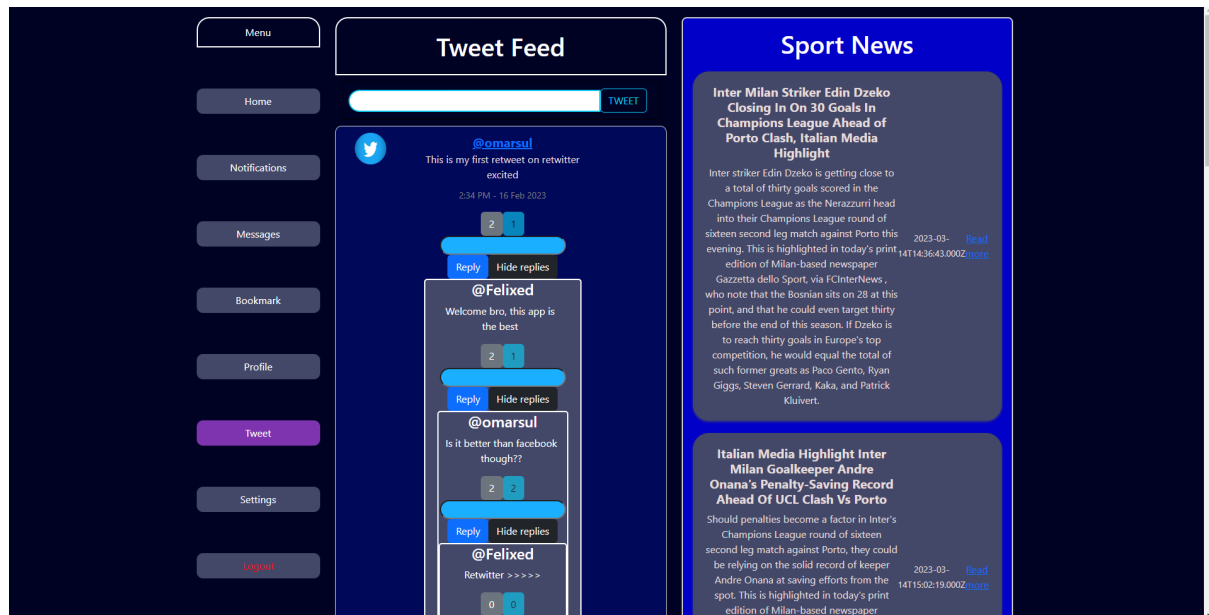 Menu
Home
Notifications
Messages
Bookmark
Profile
Tweet
Settings
Logout
Tweet Feed
TWEET
@omarsul
This is my first retweet on retwitter
excited
2:34 PM - 16 Feb 2023
2 1
Reply Hide replies
@Felixed
Welcome bro, this app is
the best
2 1
Reply Hide replies
@omarsul
Is it better than facebook
though??
2 2
Reply Hide replies
@Felixed
Retwitter >>>>>
0 0
Sport News
Inter Milan Striker Edin Dzeko
Closing In On 30 Goals In
Champions League Ahead of
Porto Clash, Italian Media
Highlight
Inter striker Edin Dzeko is getting close to
a total of thirty goals scored in the
Champions League as the Nerazzurri head
into their Champions League round of
sixteen second leg match against Porto this
evening. This is highlighted in today's print
edition of Milan-based newspaper
Gazzetta dello Sport, via FCInterNews ,
who note that the Bosnian sits on 28 at this
point, and that he could even target thirty
before the end of this season. If Dzeko is
to reach thirty goals in Europe's top
competition, he would equal the total of
such former greats as Paco Gento, Ryan
Giggs, Steven Gerrard, Kaka, and Patrick
Kluivert.
2023-03-
14T14:36:43.000Z
Read
more
Italian Media Highlight Inter
Milan Goalkeeper Andre
Onana's Penalty-Saving Record
Ahead Of UCL Clash Vs Porto
Should penalties become a factor in Inter's
Champions League round of sixteen
second leg match against Porto, they could
be relying on the solid record of keeper
Andre Onana at saving efforts from the
spot. This is highlighted in today's print
edition of Milan-based newspaper
2023-03-
14T15:02:19.000Z
Read
more